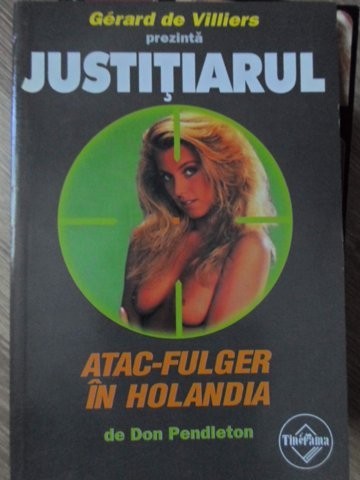 Gérard de Villiers
prezintă
JUSTIŢIARUL
ATAC-FULGER
ÎN HOLANDIA
de Don Pendleton
Tinerama